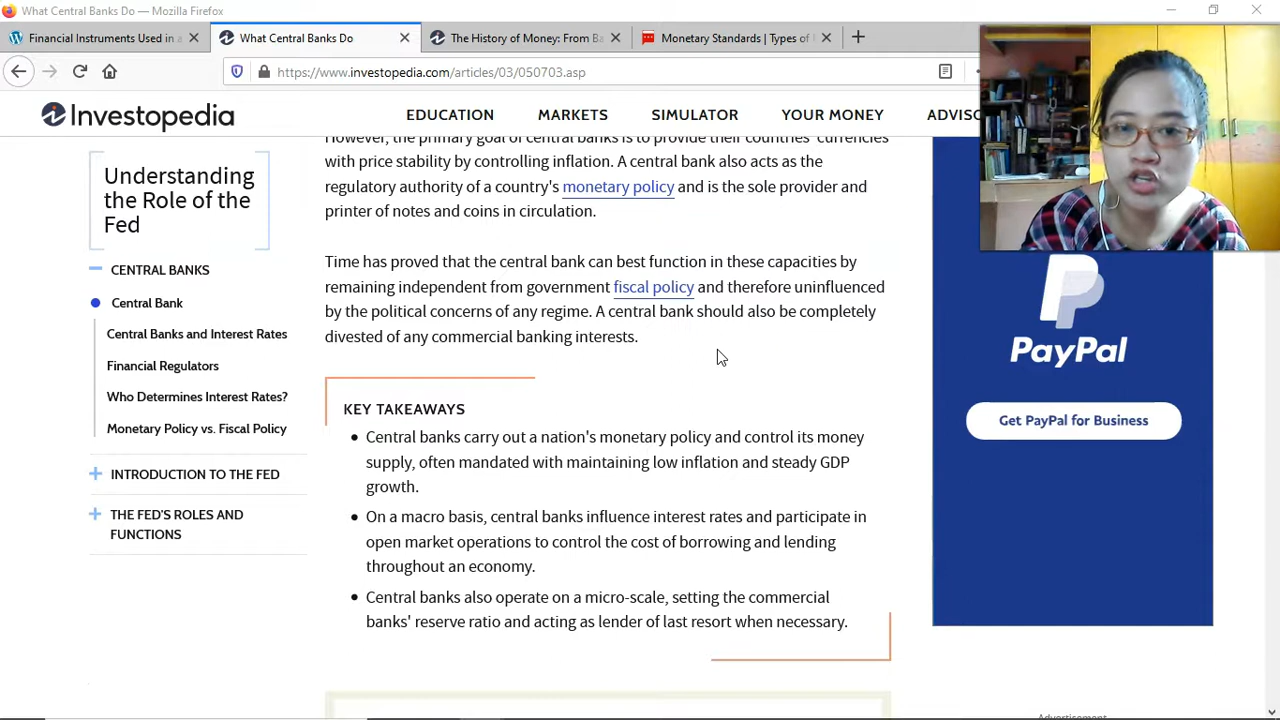 What Central Banks Do — Mozilla Firefox
Financial Instruments Used in a
What Central Banks Do
The History of Money: From Ba
Monetary Standards | Types of
https://www.investopedia.com/articles/03/050703.asp
Investopedia
EDUCATION
MARKETS
SIMULATOR
YOUR MONEY
ADVISO
Understanding
the Role of the
Fed
CENTRAL BANKS
Central Bank
Central Banks and Interest Rates
Financial Regulators
Who Determines Interest Rates?
Monetary Policy vs. Fiscal Policy
INTRODUCTION TO THE FED
THE FED'S ROLES AND
FUNCTIONS
However, the primary goal of central banks is to provide their countries' currencies
with price stability by controlling inflation. A central bank also acts as the
regulatory authority of a country's monetary policy and is the sole provider and
printer of notes and coins in circulation.
Time has proved that the central bank can best function in these capacities by
remaining independent from government fiscal policy and therefore uninfluenced
by the political concerns of any regime. A central bank should also be completely
divested of any commercial banking interests.
KEY TAKEAWAYS
• Central banks carry out a nation's monetary policy and control its money
supply, often mandated with maintaining low inflation and steady GDP
growth.
• On a macro basis, central banks influence interest rates and participate in
open market operations to control the cost of borrowing and lending
throughout an economy.
• Central banks also operate on a micro-scale, setting the commercial
banks' reserve ratio and acting as lender of last resort when necessary.
PayPal
Get PayPal for Business
Advertisement